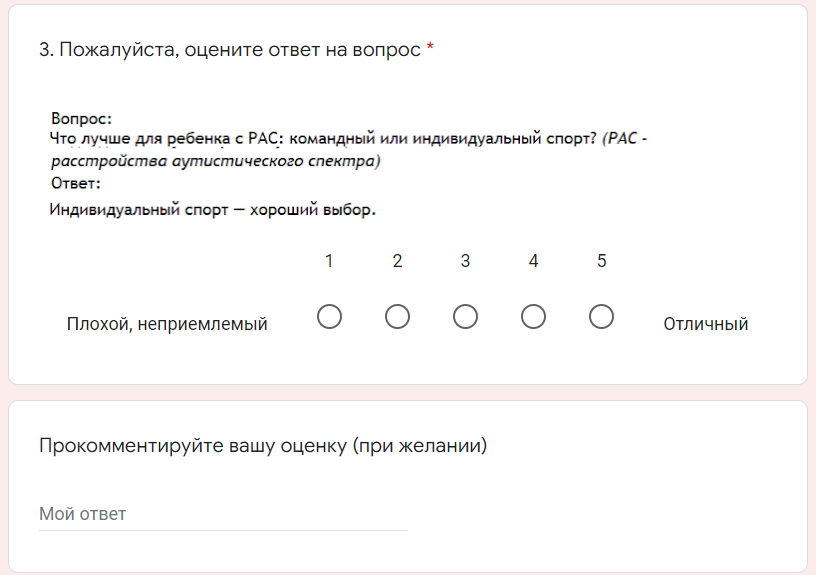 3. Пожалуйста, оцените ответ на вопрос *
Вопрос:
Что лучше для ребенка с РАС: командный или индивидуальный спорт? (РАС -
расстройства аутистического спектра)
Ответ:
Индивидуальный спорт — хороший выбор.
1 2 3 4 5
Плохой, неприемлемый Отличный
Прокомментируйте вашу оценку (при желании)
Мой ответ